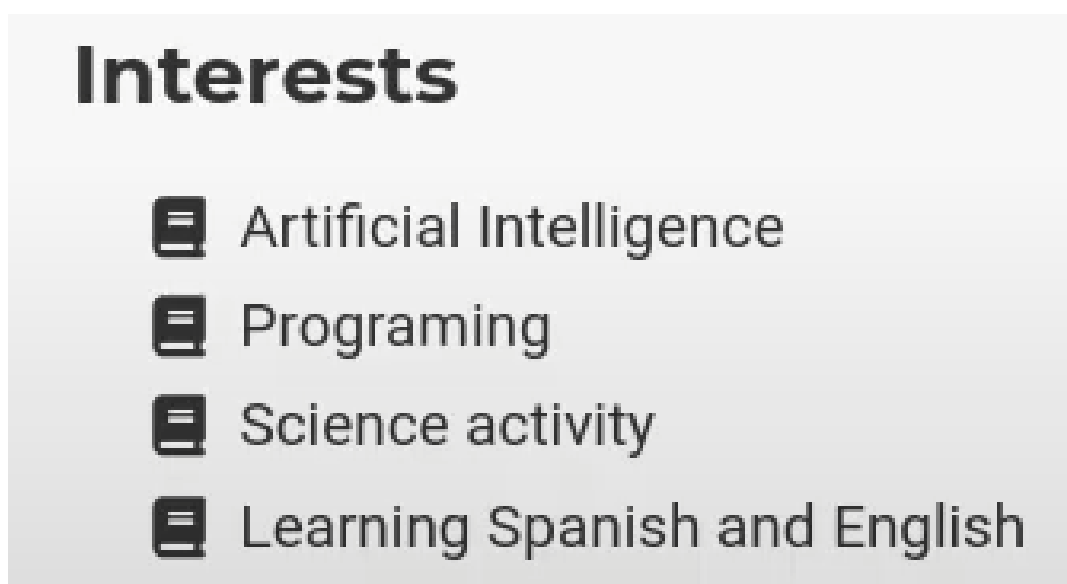 Interests
Artificial Intelligence
Programing
Science activity
Learning Spanish and English